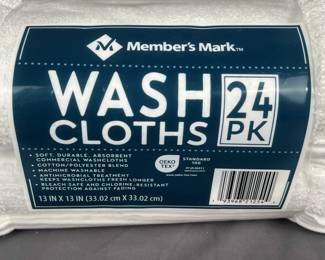 Member's Mark™
WASH
CLOTHS
24
PK
• SOFT, DURABLE, ABSORBENT
COMMERCIAL WASHCLOTHS
• COTTON/POLYESTER BLEND
• MACHINE WASHABLE
• ANTIMICROBIAL TREATMENT
KEEPS WASHCLOTHS FRESH LONGER
• BLEACH SAFE AND CHLORINE-RESISTANT
PROTECTION AGAINST FADING
13 IN X 13 IN (33.02 cm X 33.02 cm)
OEKO
TEX®
STANDARD
100